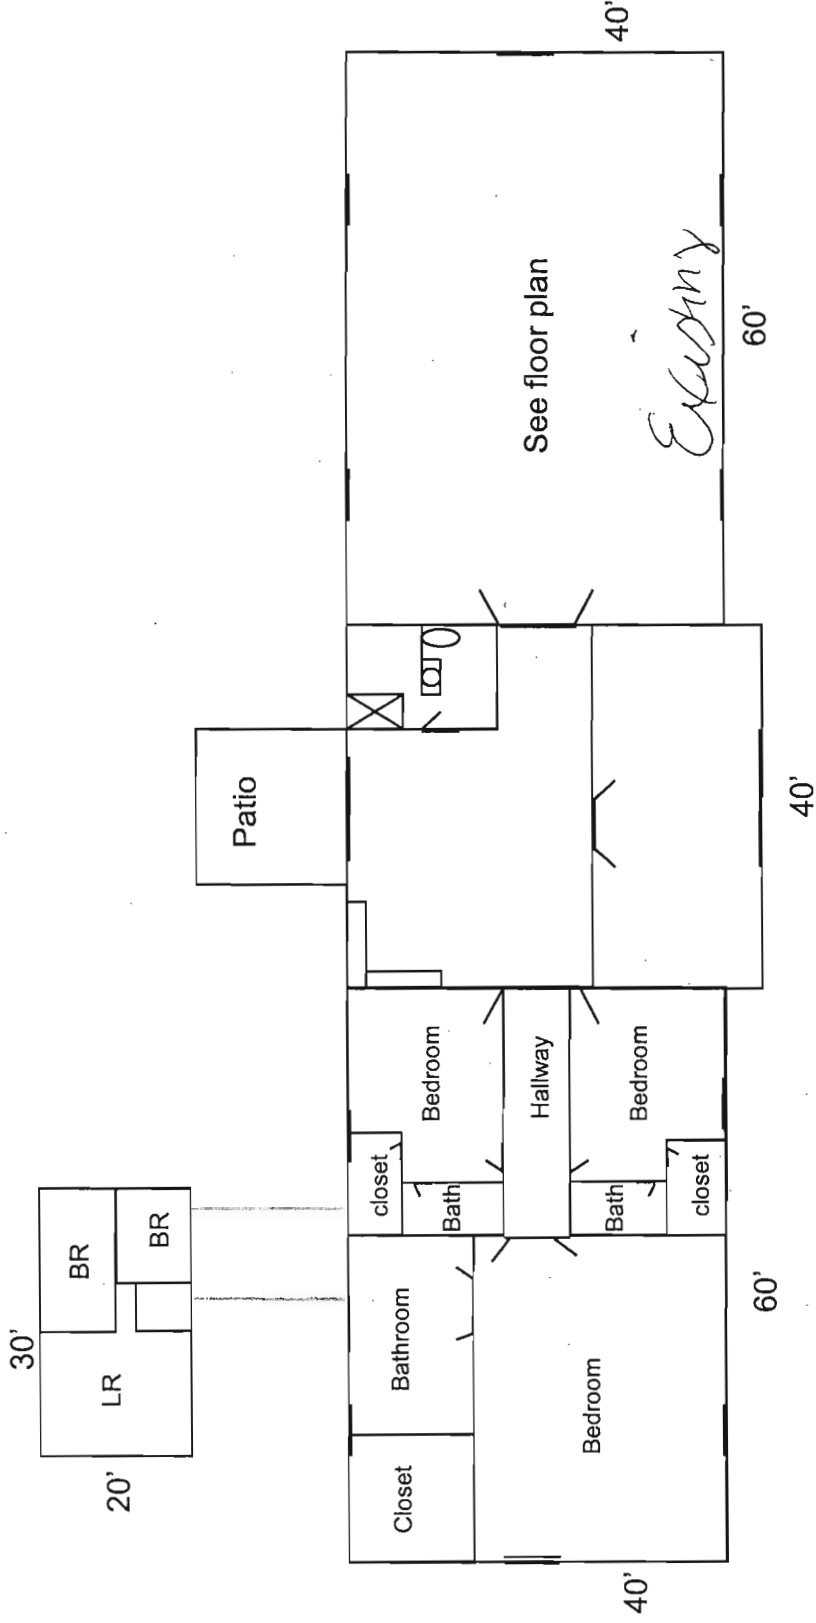 30'
20'
LR
BR
BR
Patio
Closet
Bathroom
closet
Bedroom
Bath
Bedroom
Hallway
Bath
Bedroom
closet
See floor plan
Existing
40'
60'
40'
60'
40'